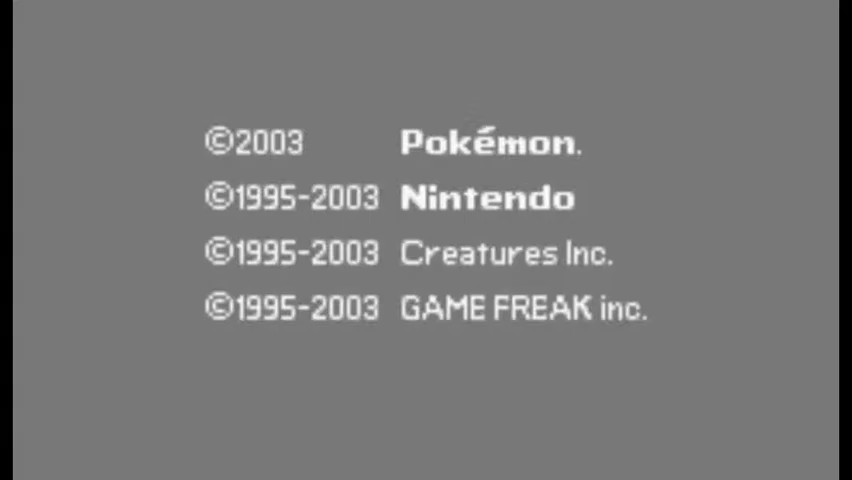 ©2003 Pokémon.
©1995-2003 Nintendo
©1995-2003 Creatures Inc.
©1995-2003 GAME FREAK inc.